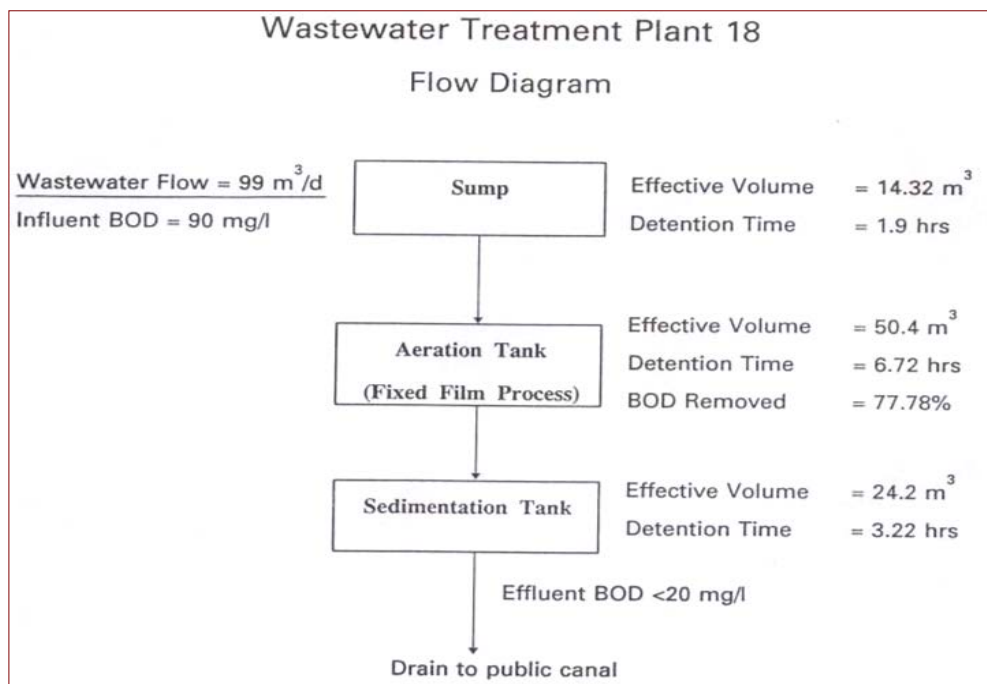 Wastewater Treatment Plant 18
Flow Diagram
Wastewater Flow = 99 m³/d
Influent BOD = 90 mg/l
Sump
Effective Volume = 14.32 m³
Detention Time = 1.9 hrs
Aeration Tank
(Fixed Film Process)
Effective Volume = 50.4 m³
Detention Time = 6.72 hrs
BOD Removed = 77.78%
Sedimentation Tank
Effective Volume = 24.2 m³
Detention Time = 3.22 hrs
Effluent BOD <20 mg/l
Drain to public canal